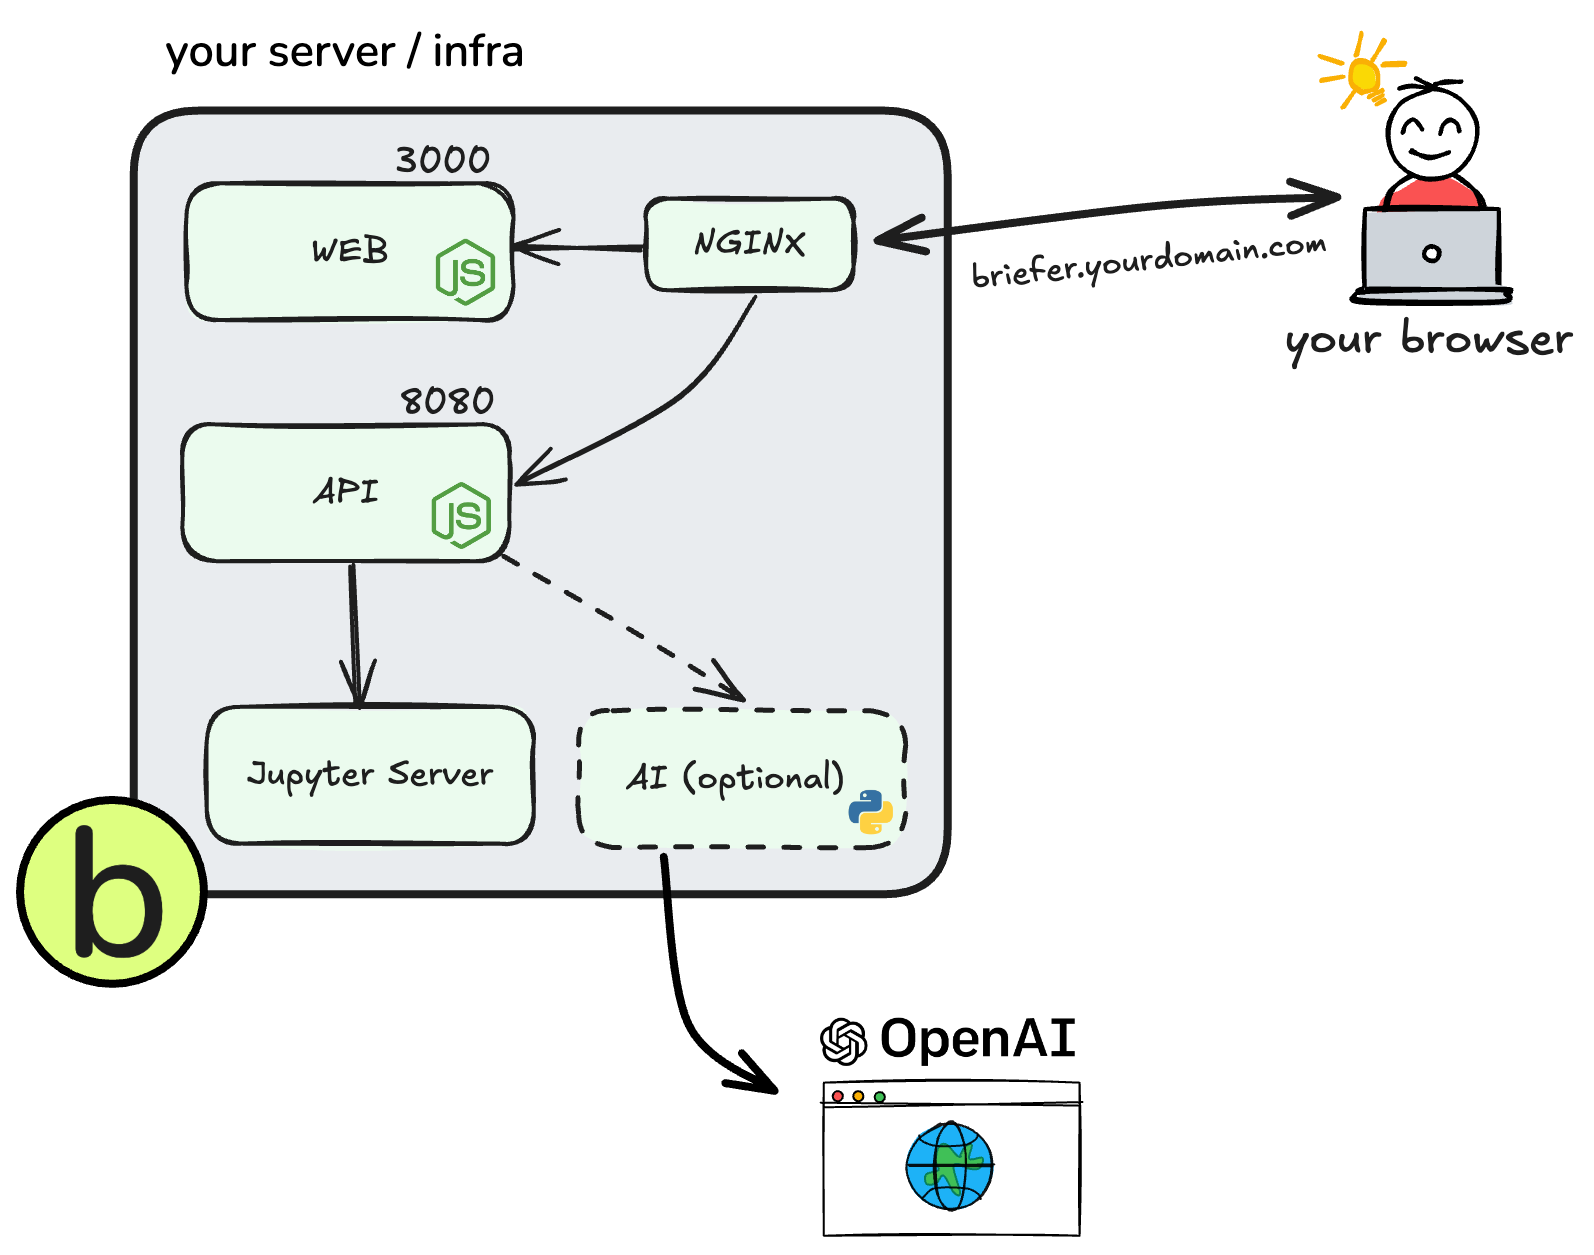 your server / infra
3000
WEB
JS
NGINX
briefer.yourdomain.com
your browser
8080
API
JS
Jupyter Server
AI (optional)
b
OpenAI